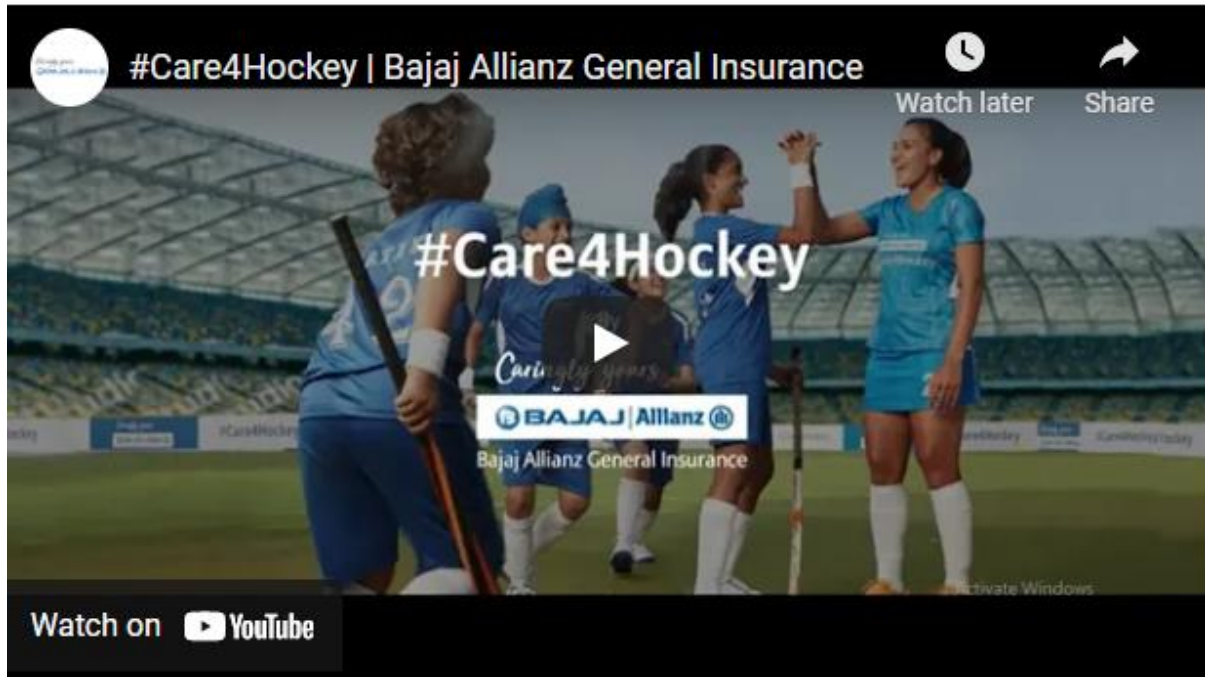 #Care4Hockey | Bajaj Allianz General Insurance
Watch later
Share
#Care4Hockey
Caringly yours
BAJAJ | Allianz
Bajaj Allianz General Insurance
#Care4Hockey
Activate Windows
Watch on YouTube